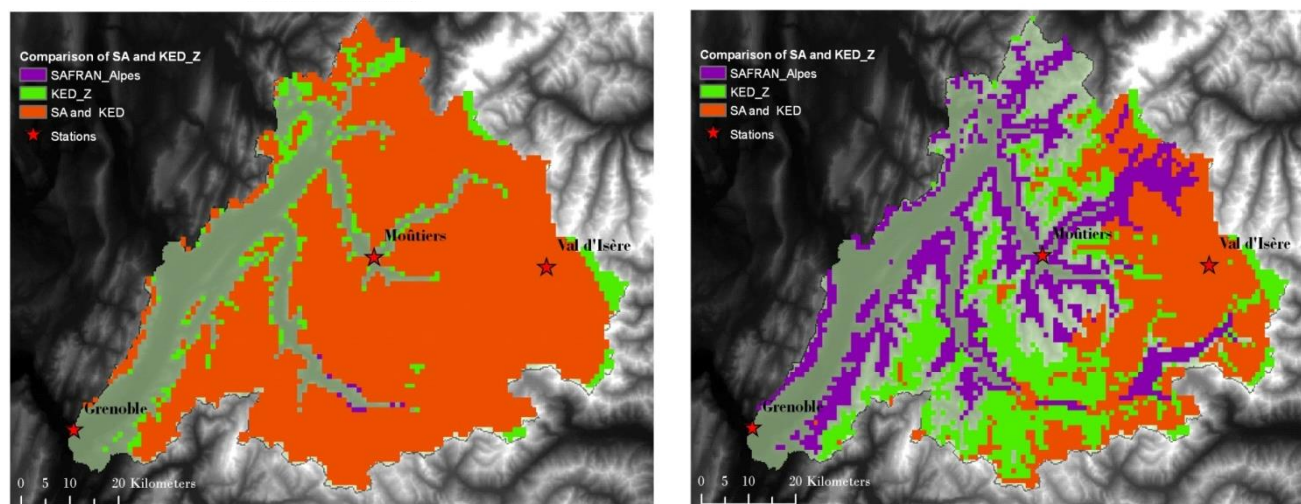 Comparison of SA and KED_Z
SAFRAN_Alpes
KED_Z
SA and KED
Stations
Moûtiers
Val d'Isère
Grenoble
0 5 10 20 Kilometers
Comparison of SA and KED_Z
SAFRAN_Alpes
KED_Z
SA and KED
Stations
Moûtiers
Val d'Isère
Grenoble
0 5 10 20 Kilometers